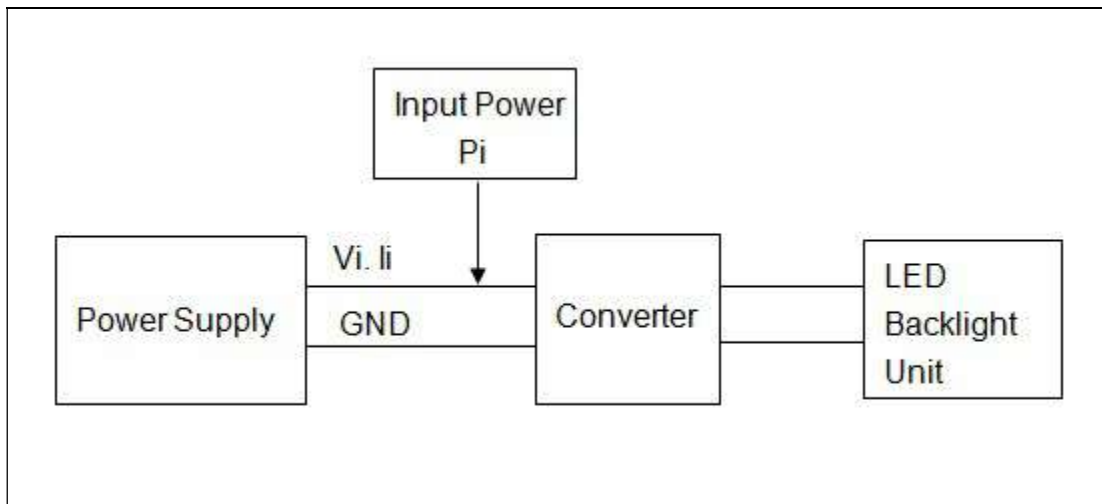 Input Power
Pi
Vi. Ii
Power Supply
GND
Converter
LED
Backlight
Unit